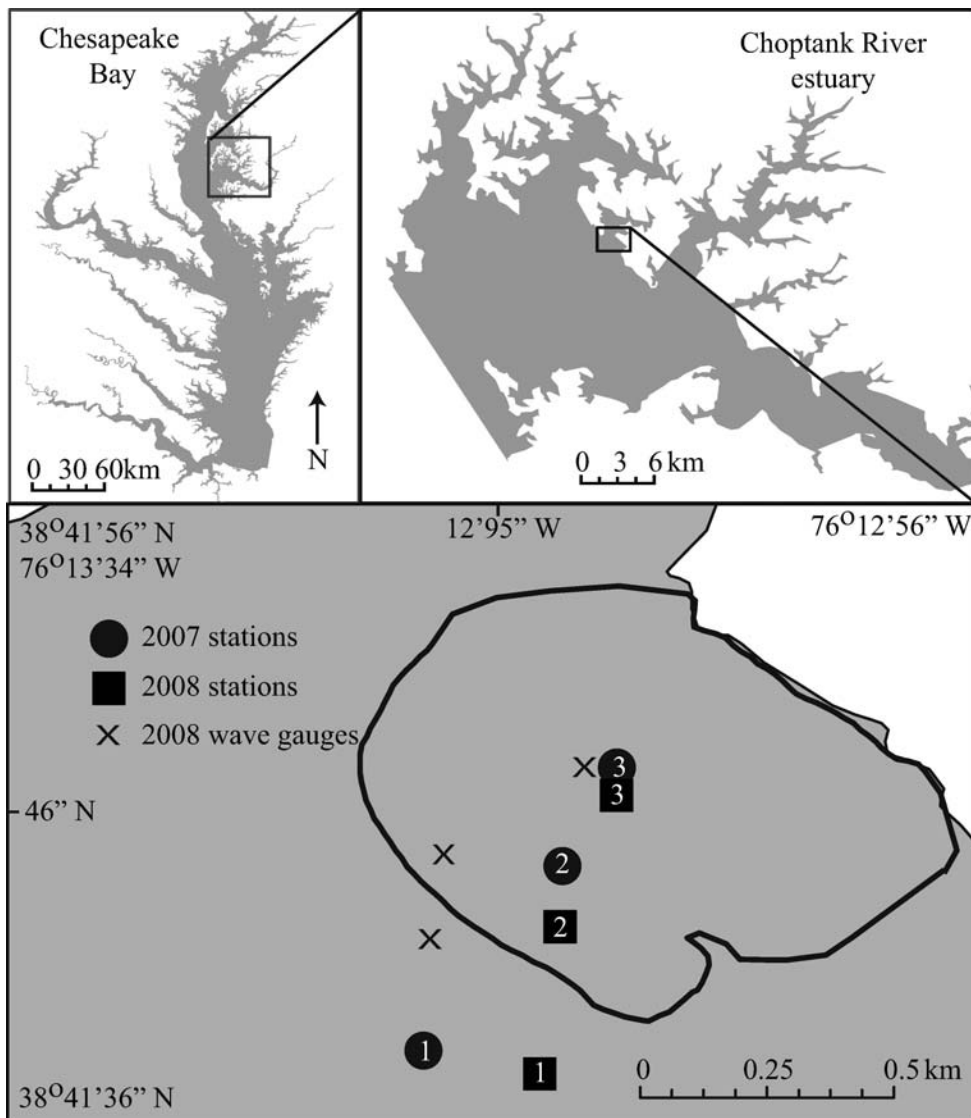 Chesapeake
Bay
N
0 30 60km
Choptank River
estuary
0 3 6 km
38°41'56” N
76°13'34” W
12'95” W
76°12'56” W
2007 stations
2008 stations
2008 wave gauges
3
3
46” N
2
2
1
1
0 0.25 0.5 km
38°41'36” N